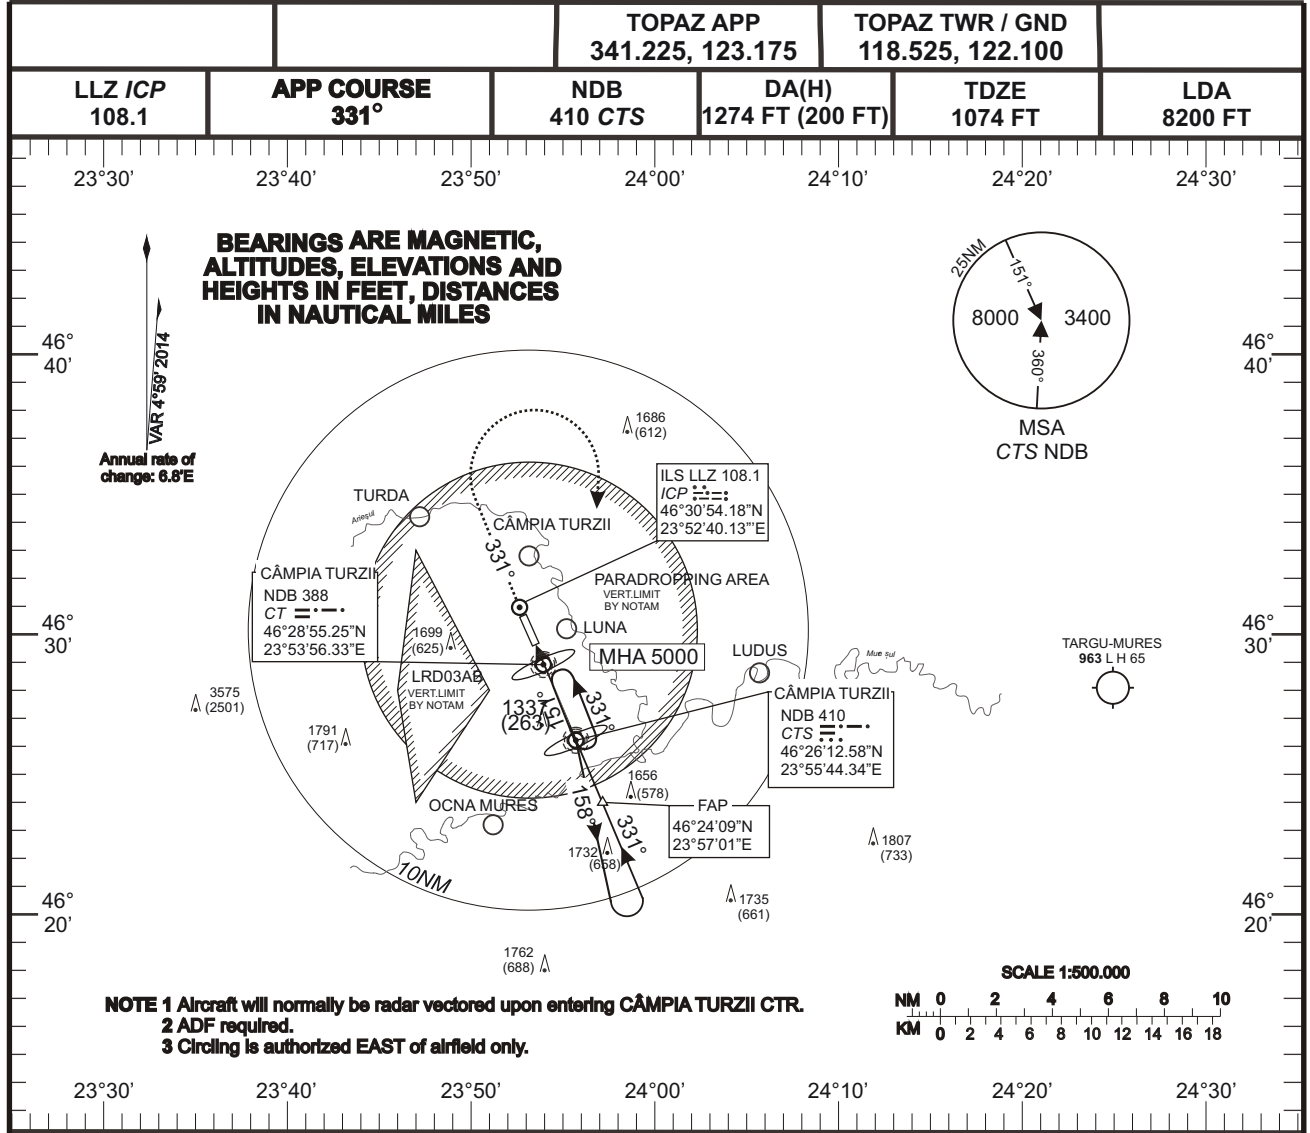 TOPAZ APP
341.225, 123.175
TOPAZ TWR / GND
118.525, 122.100
LLZ ICP
108.1
APP COURSE
331°
NDB
410 CTS
DA(H)
1274 FT (200 FT)
TDZE
1074 FT
LDA
8200 FT
23°30’
23°40’
23°50’
24°00’
24°10’
24°20’
24°30’
BEARINGS ARE MAGNETIC,
ALTITUDES, ELEVATIONS AND
HEIGHTS IN FEET, DISTANCES
IN NAUTICAL MILES
25NM
151°
8000
3400
360°
MSA
CTS NDB
46°
40’
46°
40’
VAR 4°59' 2014
Annual rate of
change: 6.8'E
1686
(612)
ILS LLZ 108.1
ICP
46°30’54.18”N
23°52’40.13”’E
TURDA
Arieşul
CÂMPIA TURZII
331°
CÂMPIA TURZII
NDB 388
CT
46°28’55.25”N
23°53’56.33”E
PARADROPPING AREA
VERT.LIMIT
BY NOTAM
46°
30’
46°
30’
1699
(625)
LUNA
MHA 5000
LUDUS
TARGU-MURES
963 L H 65
LRD03AB
VERT.LIMIT
BY NOTAM
3575
(2501)
1337
(263)
151°
331°
CÂMPIA TURZII
NDB 410
CTS
46°26’12.58”N
23°55’44.34”E
1791
(717)
1656
(578)
OCNA MURES
158°
331°
FAP
46°24’09”N
23°57’01”E
1732
(658)
1807
(733)
10NM
1735
(661)
46°
20’
46°
20’
1762
(688)
SCALE 1:500.000
NM 0 2 4 6 8 10
KM 0 2 4 6 8 10 12 14 16 18
NOTE 1 Aircraft will normally be radar vectored upon entering CÂMPIA TURZII CTR.
2 ADF required.
3 Circling is authorized EAST of airfield only.
23°30’
23°40’
23°50’
24°00’
24°10’
24°20’
24°30’